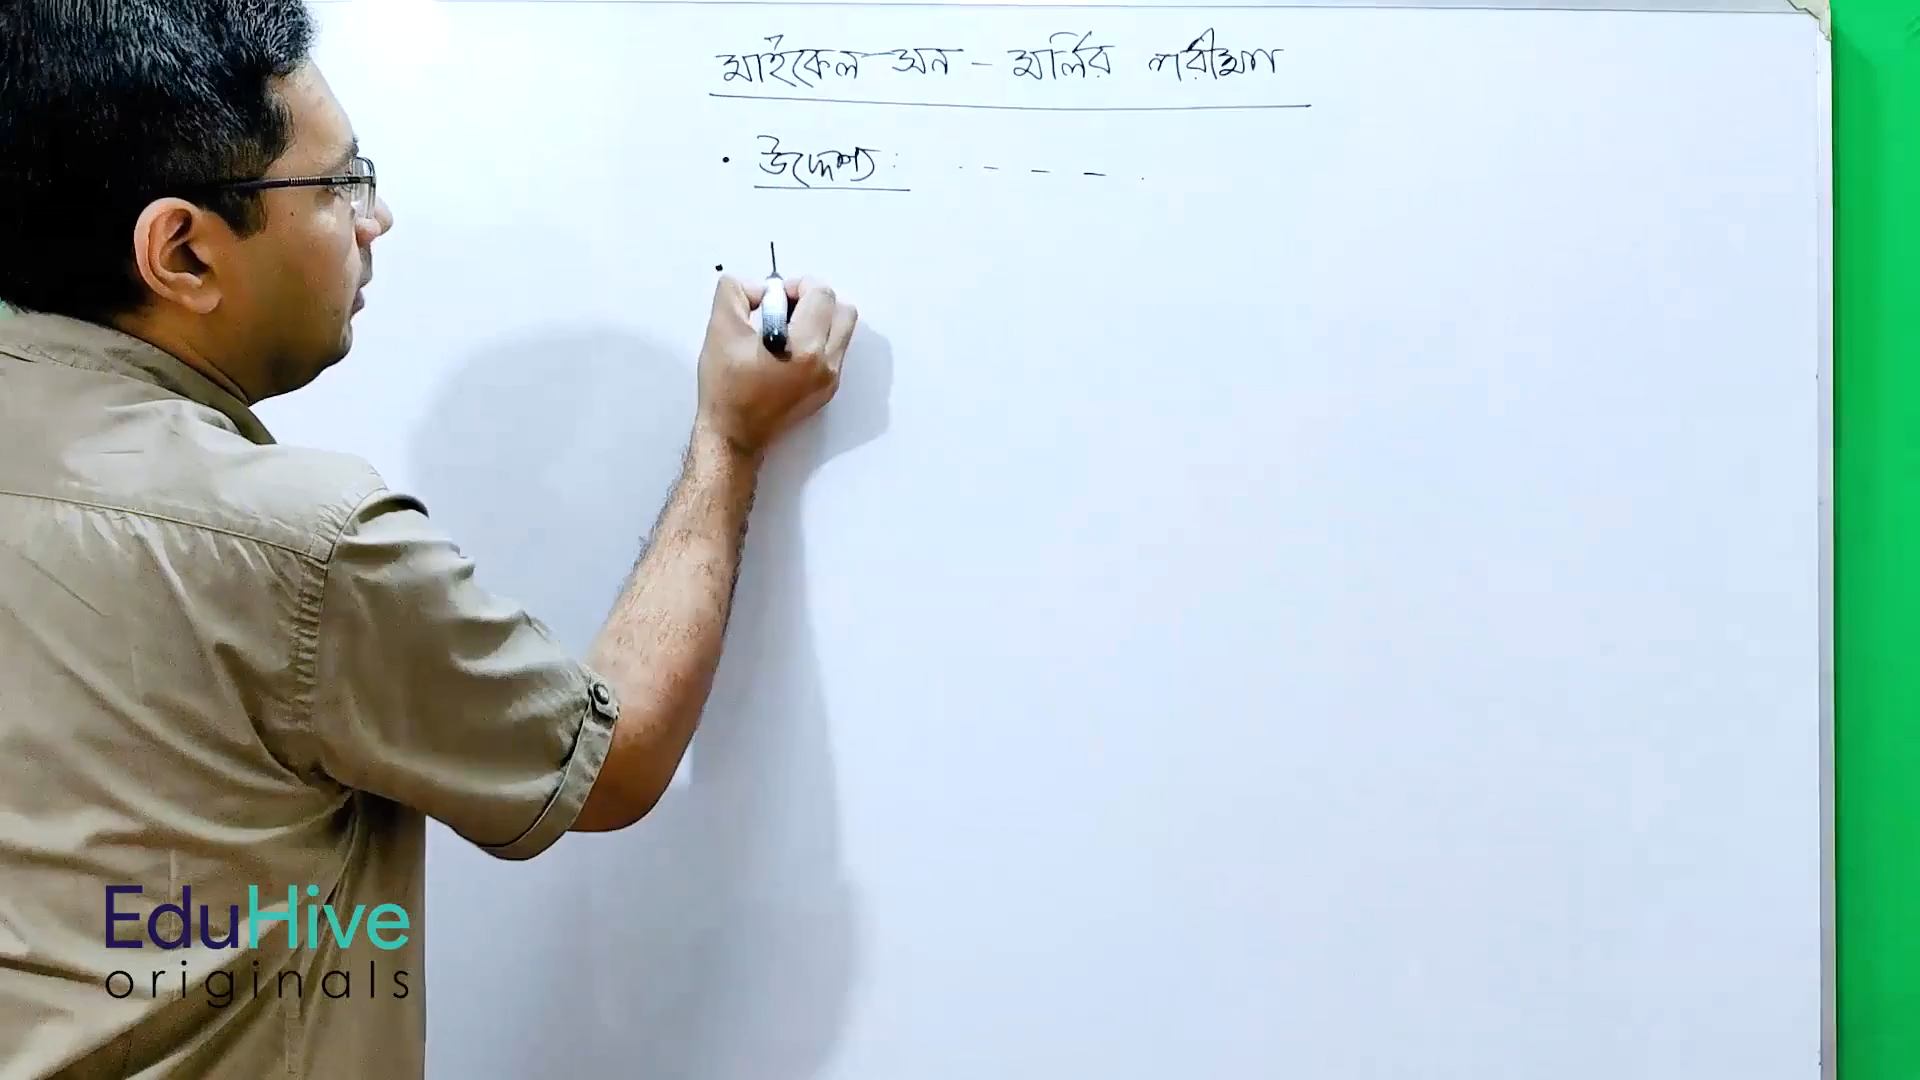 মাইকেলসন - মর্লির পরীক্ষা
• উদ্দেশ্য : - - -
•
EduHive
originals